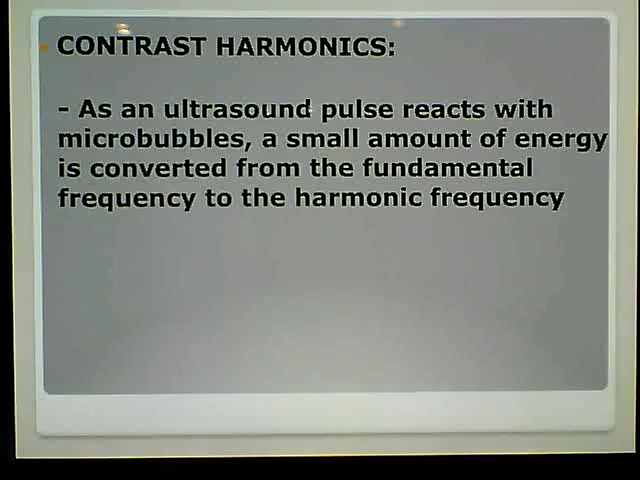 CONTRAST HARMONICS:
- As an ultrasound pulse reacts with
microbubbles, a small amount of energy
is converted from the fundamental
frequency to the harmonic frequency